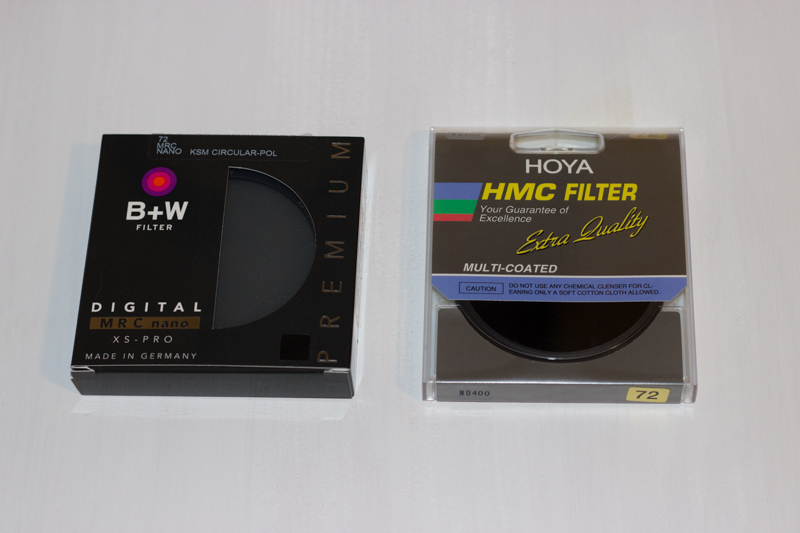 72
MRC
NANO
KSM CIRCULAR-POL
B+W
FILTER
PREMIUM
DIGITAL
MRC nano
XS-PRO
MADE IN GERMANY
72
HOYA
HMC FILTER
Your Guarantee of
Excellence
Extra Quality
MULTI-COATED
CAUTION
DO NOT USE ANY CHEMICAL CLENSER FOR CL-
EANING ONLY A SOFT COTTON CLOTH ALLOWED.
ND400
72